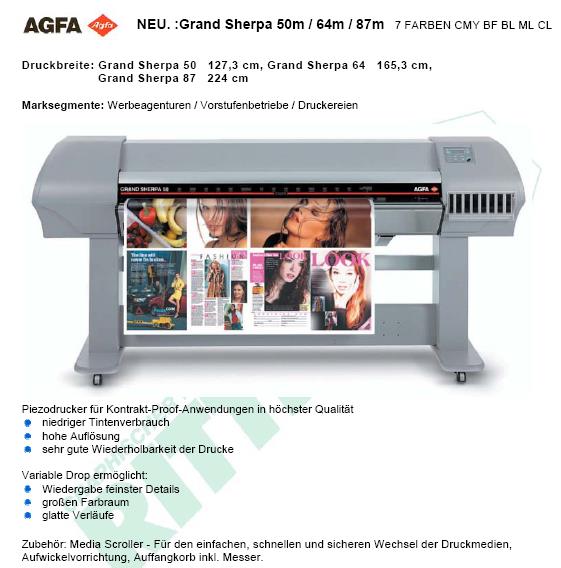 AGFA Agfa NEU. :Grand Sherpa 50m / 64m / 87m 7 FARBEN CMY BF BL ML CL
Druckbreite: Grand Sherpa 50 127,3 cm, Grand Sherpa 64 165,3 cm,
Grand Sherpa 87 224 cm
Marksegmente: Werbeagenturen / Vorstufenbetriebe / Druckereien
GRAND SHERPA 50
AGFA
FASHION
LOOK
LOOK
Piezodrucker für Kontrakt-Proof-Anwendungen in höchster Qualität
niedriger Tintenverbrauch
hohe Auflösung
sehr gute Wiederholbarkeit der Drucke
Variable Drop ermöglicht:
Wiedergabe feinster Details
großen Farbraum
glatte Verläufe
Zubehör: Media Scroller - Für den einfachen, schnellen und sicheren Wechsel der Druckmedien,
Aufwickelvorrichtung, Auffangkorb inkl. Messer.